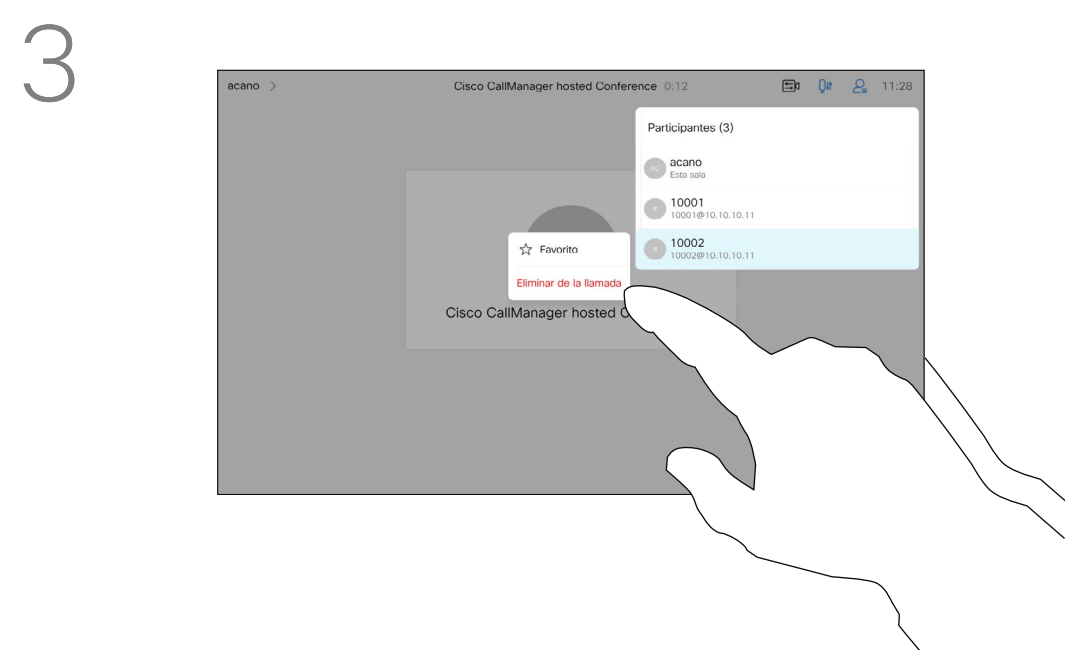 3
acano >
Cisco CallManager hosted Conference 0:12
11:28
Participantes (3)
AC
acano
Esta sala
10001
10001@10.10.10.11
10002
10002@10.10.10.11
Favorito
Eliminar de la llamada
Cisco CallManager hosted C